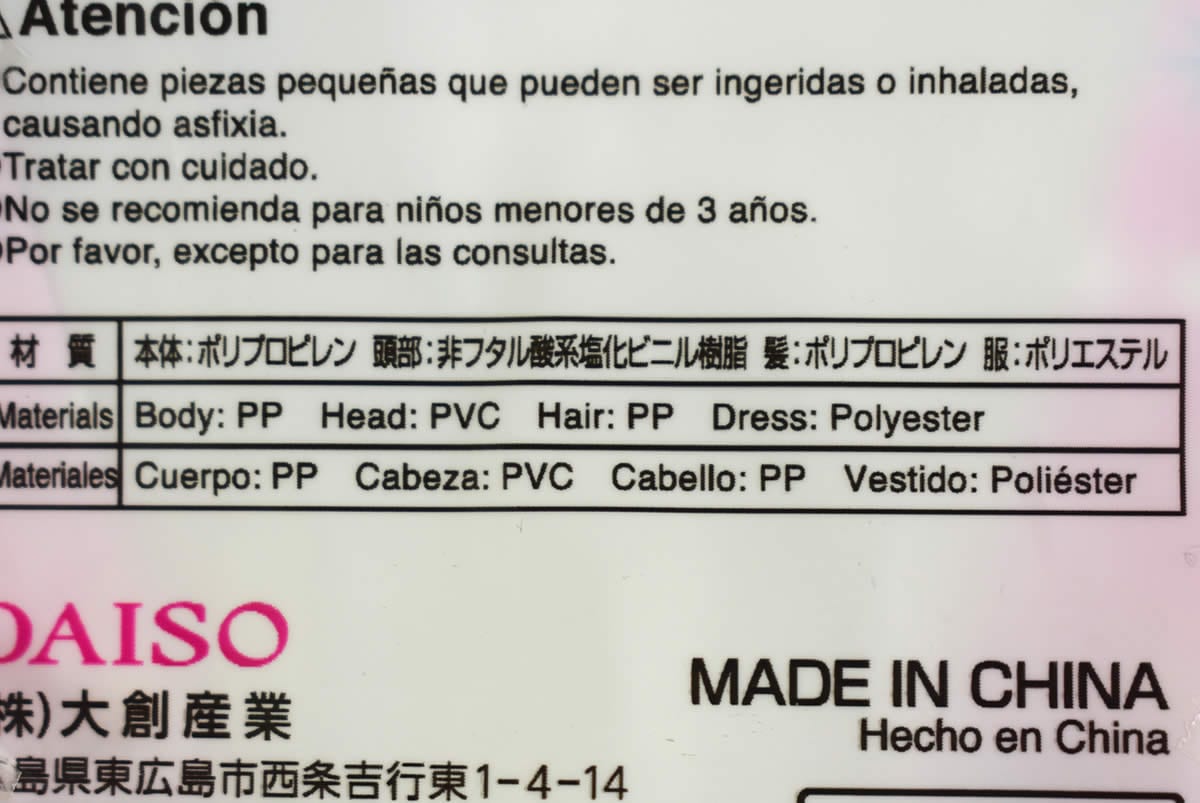 ⚠Atención
Contiene piezas pequeñas que pueden ser ingeridas o inhaladas,
causando asfixia.
●Tratar con cuidado.
●No se recomienda para niños menores de 3 años.
●Por favor, excepto para las consultas.
材質 本体:ポリプロピレン 頭部:非フタル酸系塩化ビニル樹脂 髪:ポリプロピレン 服:ポリエステル
Materials Body: PP Head: PVC Hair: PP Dress: Polyester
Materiales Cuerpo: PP Cabeza: PVC Cabello: PP Vestido: Poliéster
DAISO
(株)大創産業
島県東広島市西条吉行東1-4-14
MADE IN CHINA
Hecho en China